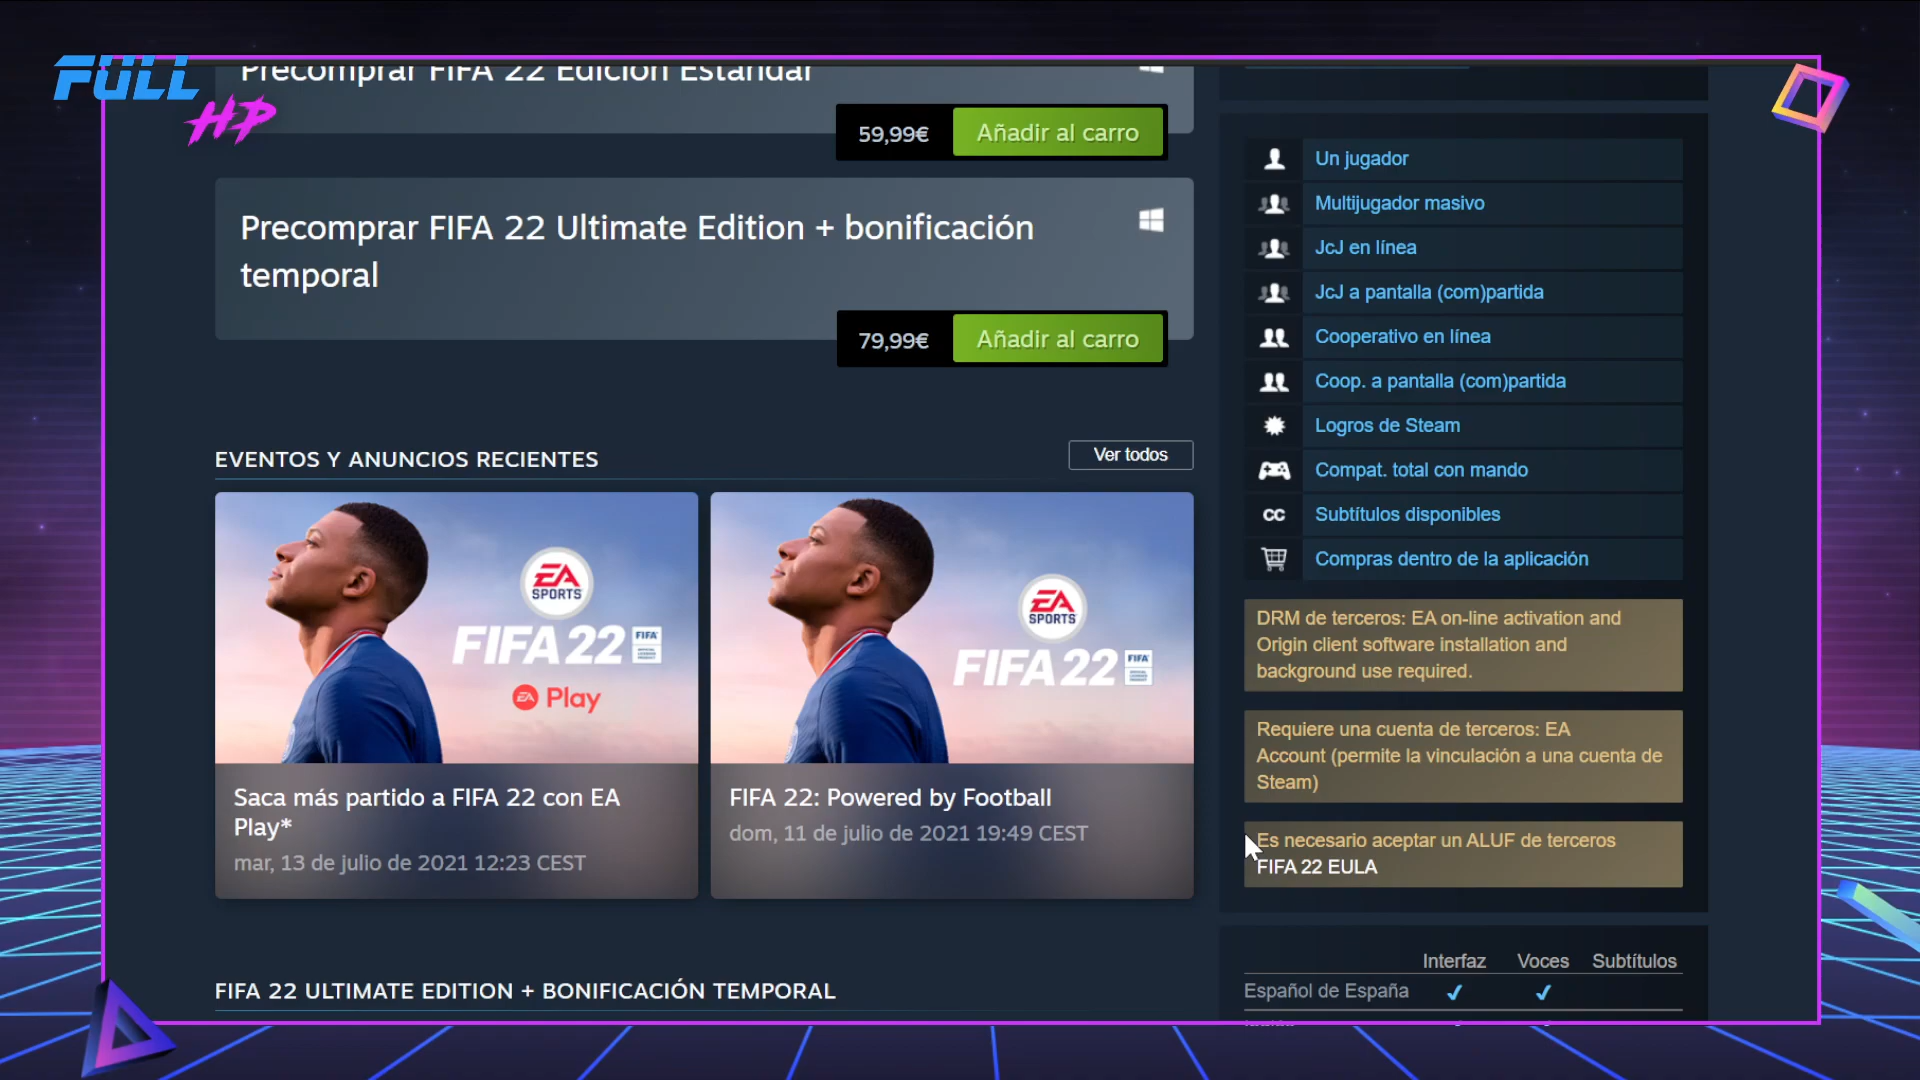 FULL
HD
Precomprar FIFA 22 Edición Estándar
59,99€
Añadir al carro
Precomprar FIFA 22 Ultimate Edition + bonificación
temporal
79,99€
Añadir al carro
EVENTOS Y ANUNCIOS RECIENTES
Ver todos
EA
SPORTS
FIFA 22
FIFA
EA Play
Saca más partido a FIFA 22 con EA
Play*
mar, 13 de julio de 2021 12:23 CEST
EA
SPORTS
FIFA 22
FIFA
FIFA 22: Powered by Football
dom, 11 de julio de 2021 19:49 CEST
FIFA 22 ULTIMATE EDITION + BONIFICACIÓN TEMPORAL
Un jugador
Multijugador masivo
JcJ en línea
JcJ a pantalla (com)partida
Cooperativo en línea
Coop. a pantalla (com)partida
Logros de Steam
Compat. total con mando
CC
Subtítulos disponibles
Compras dentro de la aplicación
DRM de terceros: EA on-line activation and
Origin client software installation and
background use required.
Requiere una cuenta de terceros: EA
Account (permite la vinculación a una cuenta de
Steam)
Es necesario aceptar un ALUF de terceros
FIFA 22 EULA
Interfaz Voces Subtítulos
Español de España ✓ ✓